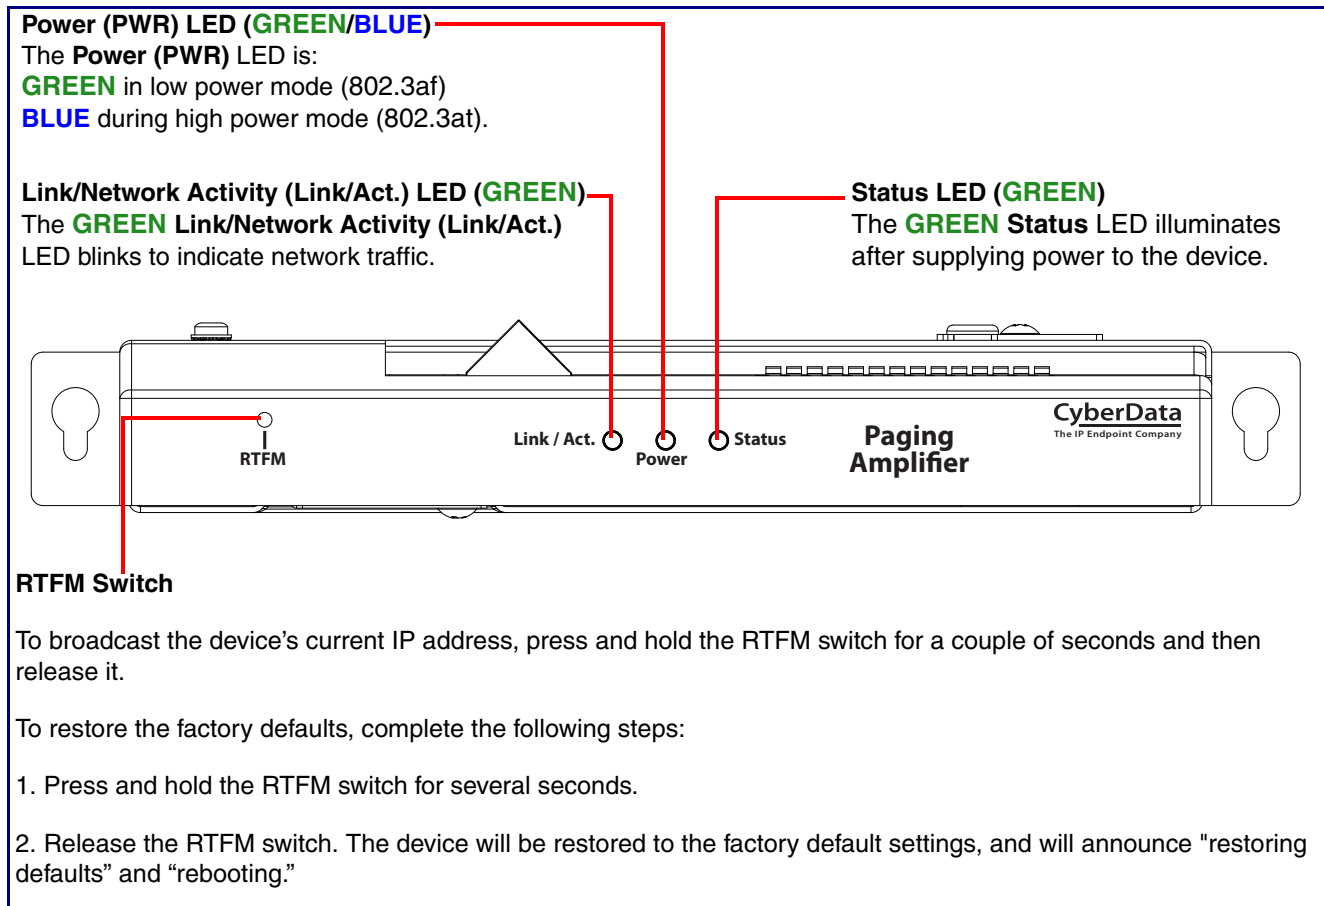 Power (PWR) LED (GREEN/BLUE)
The Power (PWR) LED is:
GREEN in low power mode (802.3af)
BLUE during high power mode (802.3at).
Link/Network Activity (Link/Act.) LED (GREEN)
The GREEN Link/Network Activity (Link/Act.)
LED blinks to indicate network traffic.
Status LED (GREEN)
The GREEN Status LED illuminates
after supplying power to the device.
RTFM
Link / Act.
Power
Status
Paging
Amplifier
CyberData
The IP Endpoint Company
RTFM Switch
To broadcast the device’s current IP address, press and hold the RTFM switch for a couple of seconds and then
release it.
To restore the factory defaults, complete the following steps:
1. Press and hold the RTFM switch for several seconds.
2. Release the RTFM switch. The device will be restored to the factory default settings, and will announce "restoring
defaults” and “rebooting.”